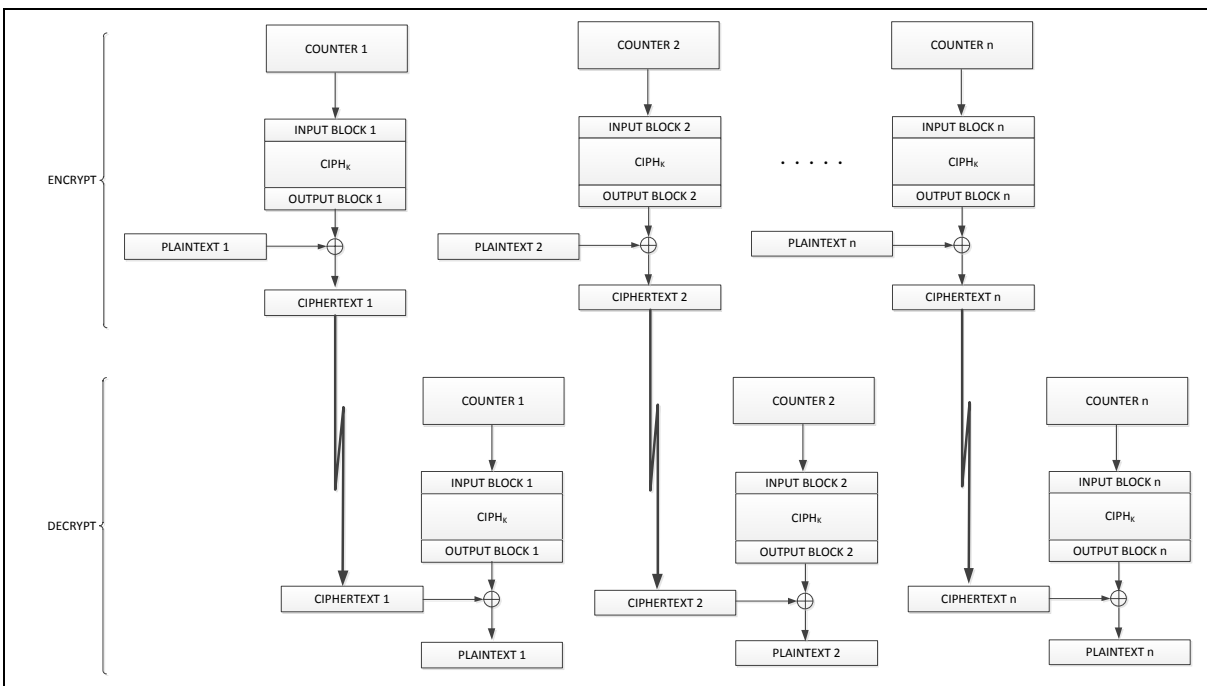 COUNTER 1
COUNTER 2
COUNTER n
INPUT BLOCK 1
INPUT BLOCK 2
INPUT BLOCK n
CIPHK
CIPHK
. . . . .
CIPHK
ENCRYPT
OUTPUT BLOCK 1
OUTPUT BLOCK 2
OUTPUT BLOCK n
PLAINTEXT 1
PLAINTEXT 2
PLAINTEXT n
CIPHERTEXT 1
CIPHERTEXT 2
CIPHERTEXT n
COUNTER 1
COUNTER 2
COUNTER n
INPUT BLOCK 1
INPUT BLOCK 2
INPUT BLOCK n
DECRYPT
CIPHK
CIPHK
CIPHK
OUTPUT BLOCK 1
OUTPUT BLOCK 2
OUTPUT BLOCK n
CIPHERTEXT 1
CIPHERTEXT 2
CIPHERTEXT n
PLAINTEXT 1
PLAINTEXT 2
PLAINTEXT n